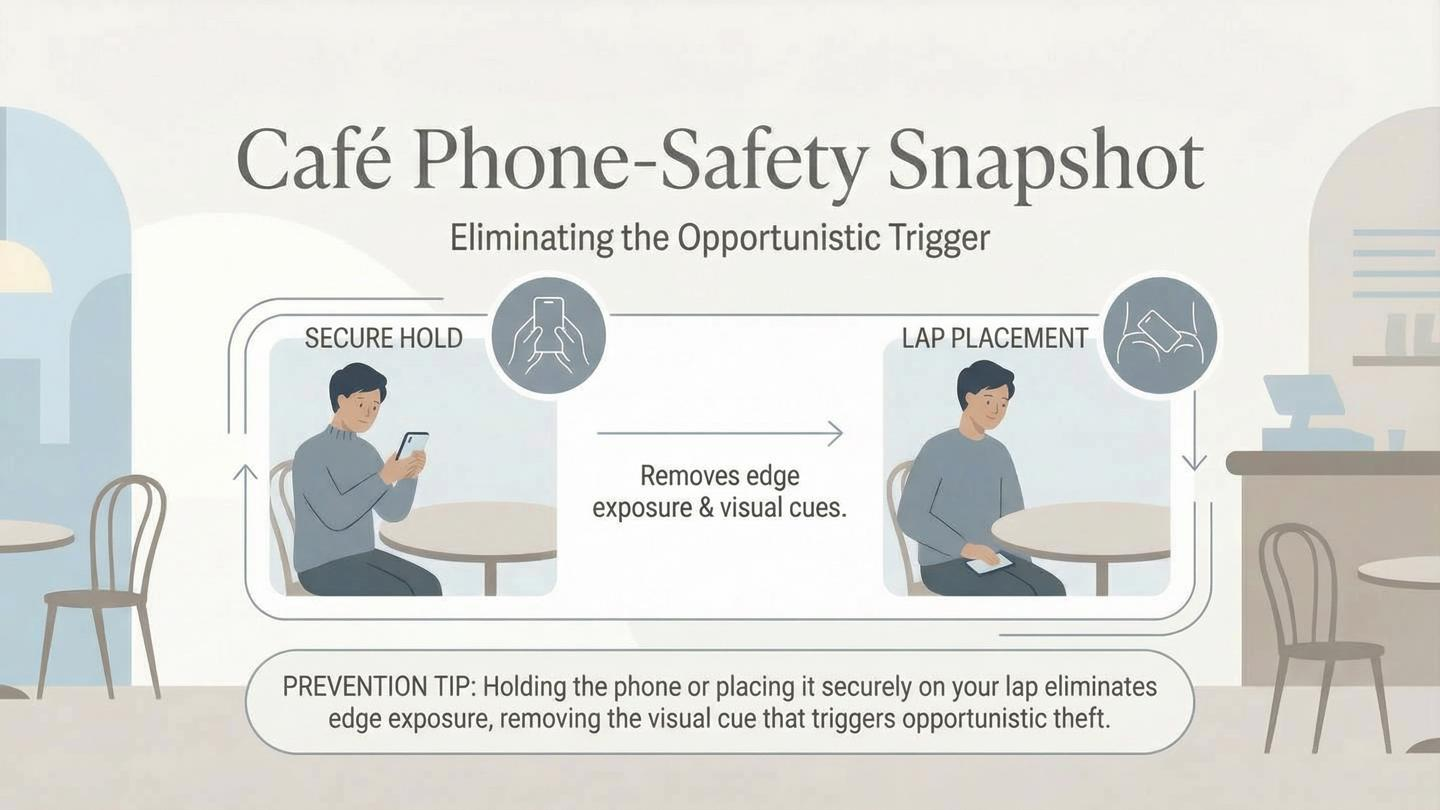 Café Phone-Safety Snapshot
Eliminating the Opportunistic Trigger
SECURE HOLD
LAP PLACEMENT
Removes edge
exposure & visual cues.
PREVENTION TIP: Holding the phone or placing it securely on your lap eliminates
edge exposure, removing the visual cue that triggers opportunistic theft.